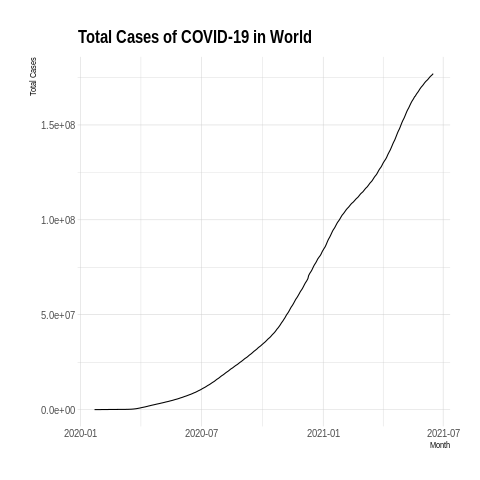 Total Cases of COVID-19 in World
Total Cases
1.5e+08
1.0e+08
5.0e+07
0.0e+00
2020-01
2020-07
2021-01
2021-07
Month